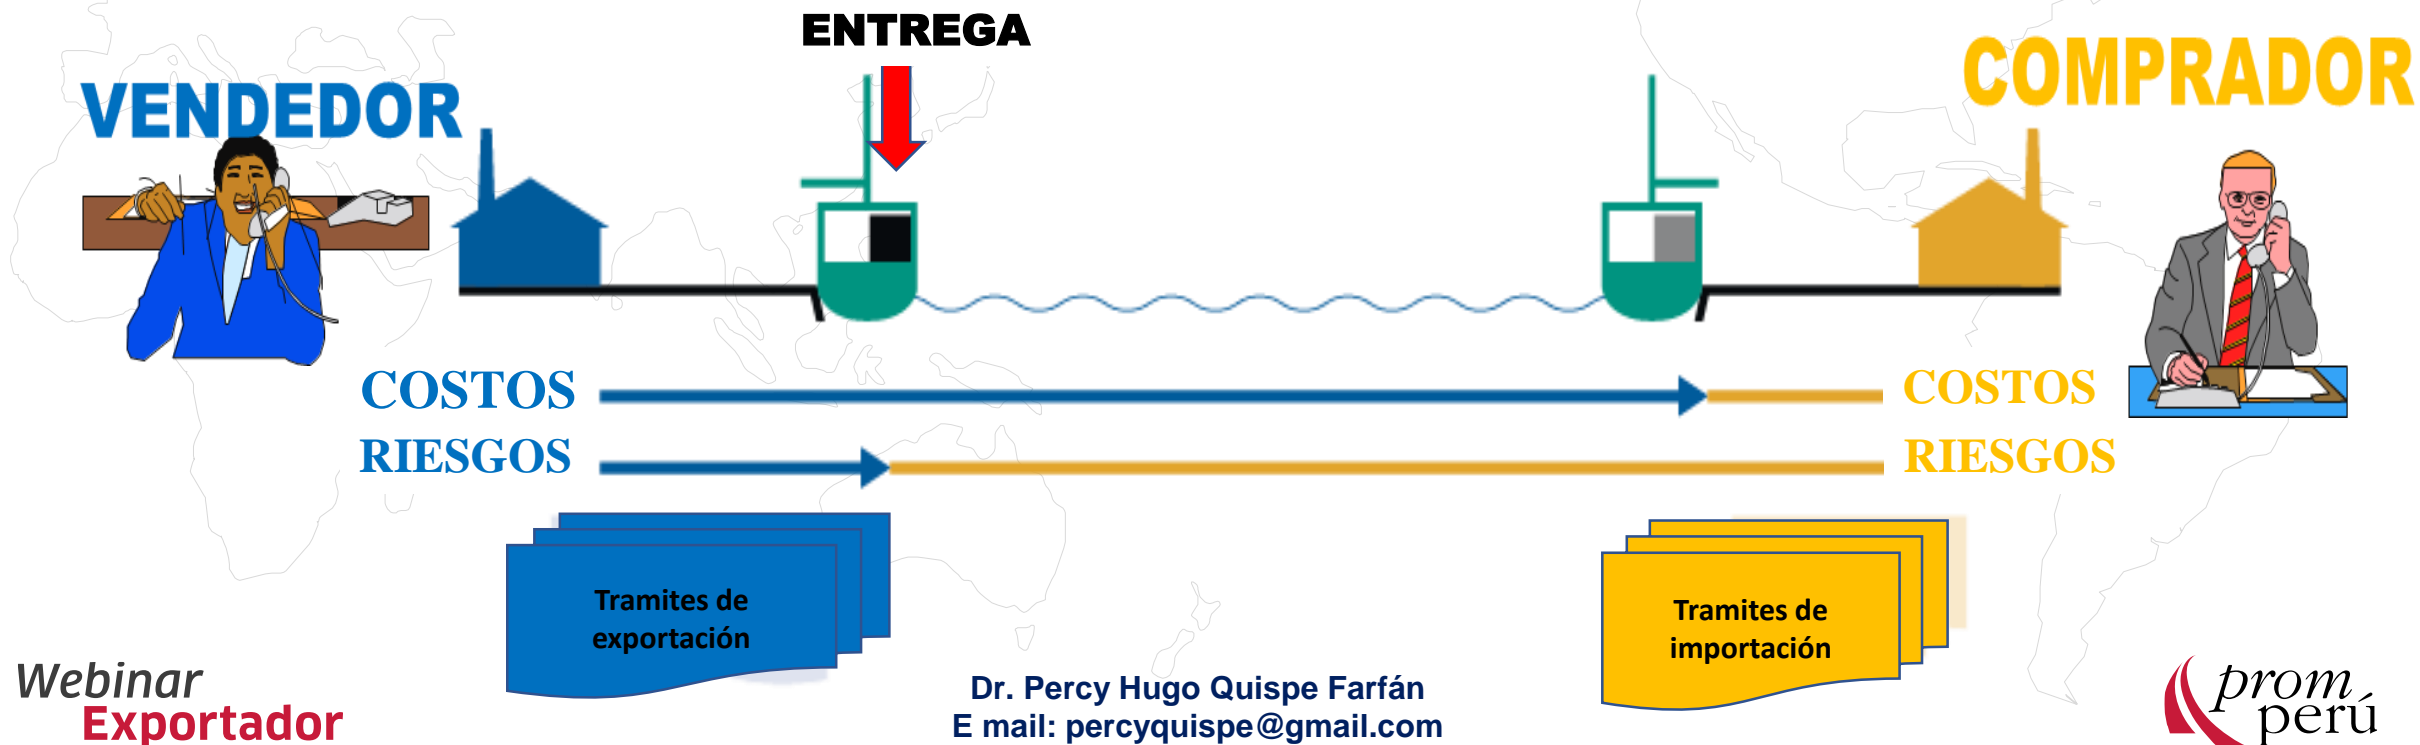 ENTREGA
VENDEDOR
COMPRADOR
COSTOS
COSTOS
RIESGOS
RIESGOS
Tramites de
exportación
Tramites de
importación
Webinar
Exportador
Dr. Percy Hugo Quispe Farfán
E mail: percyquispe@gmail.com
prom
perú